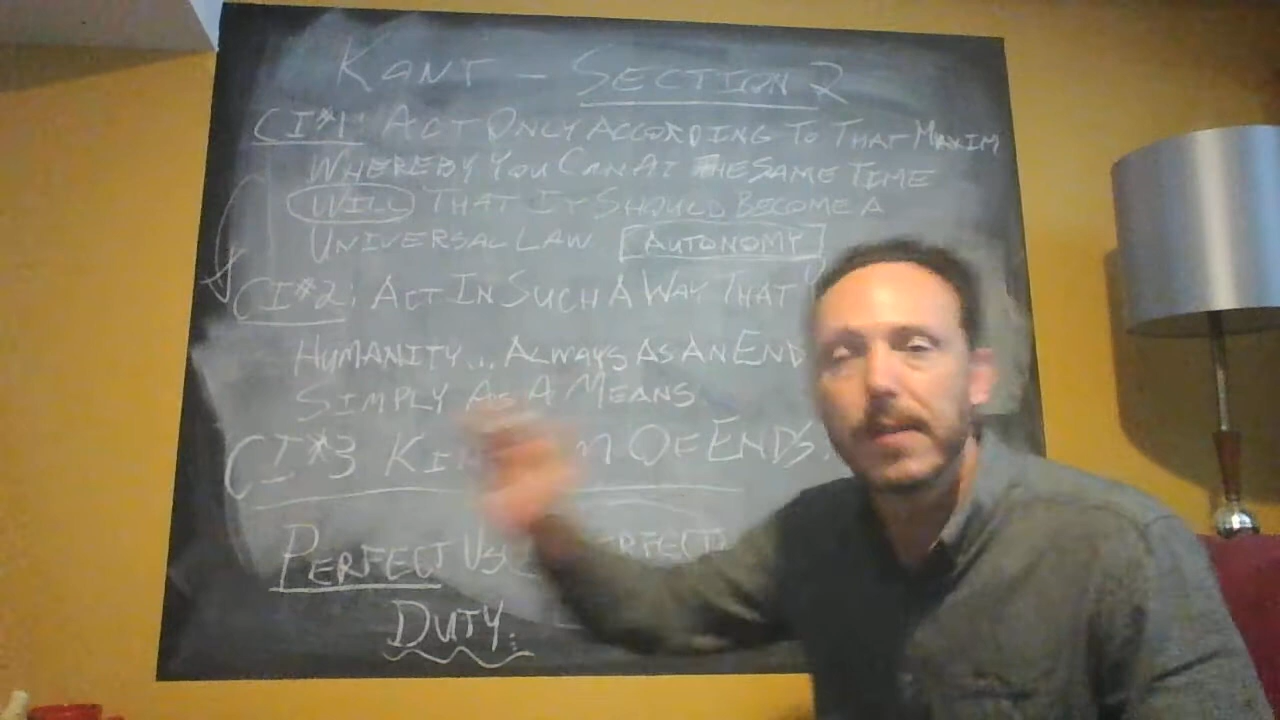 KANT - SECTION 2
CI#1: ACT ONLY ACCORDING TO THAT MAXIM
WHEREBY YOU CAN AT THE SAME TIME
WILL THAT IT SHOULD BECOME A
UNIVERSAL LAW AUTONOMY
CI#2: ACT IN SUCH A WAY THAT
HUMANITY... ALWAYS AS AN END
SIMPLY AS A MEANS
CI#3 OF ENDS.
PERFECT VS
DUTY: